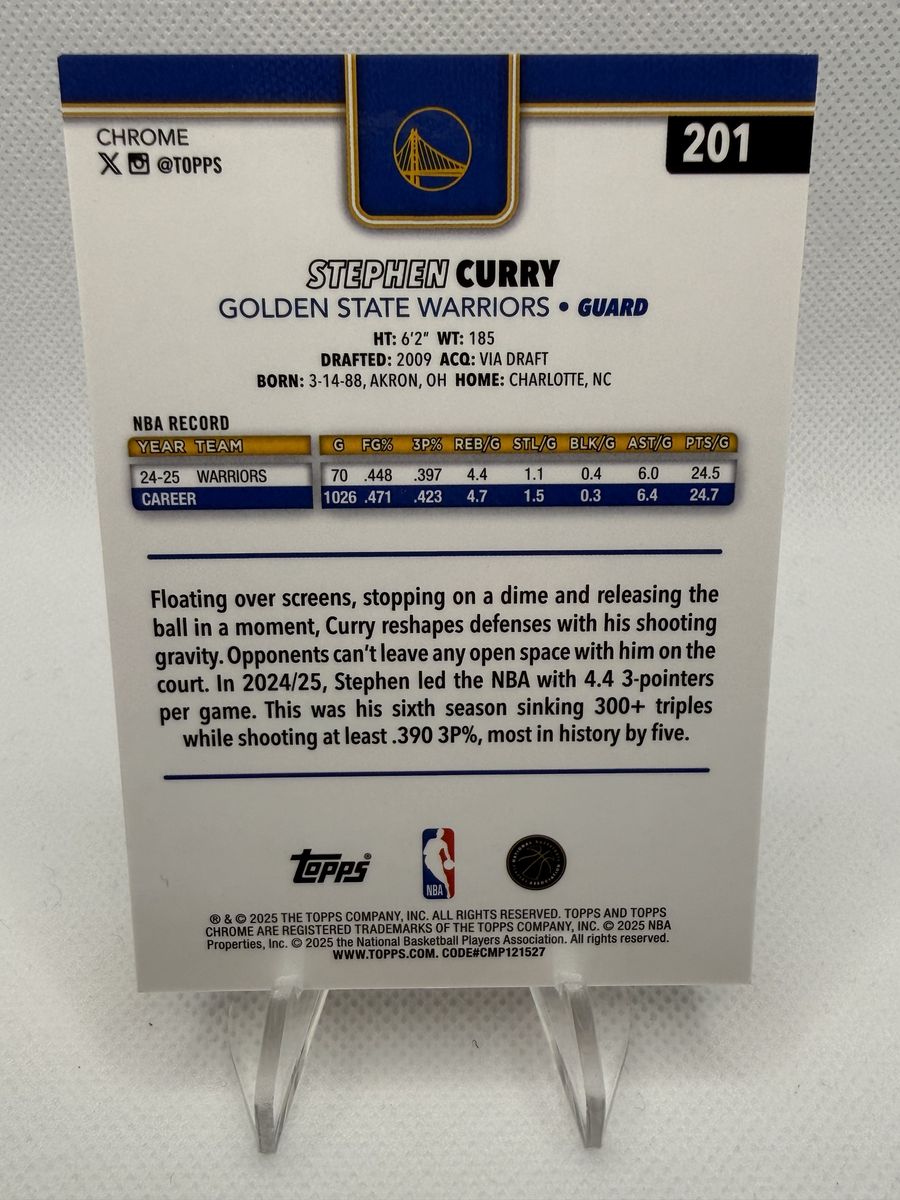 CHROME
@TOPPS
201
STEPHEN CURRY
GOLDEN STATE WARRIORS • GUARD
HT: 6'2" WT: 185
DRAFTED: 2009 ACQ: VIA DRAFT
BORN: 3-14-88, AKRON, OH HOME: CHARLOTTE, NC
NBA RECORD
YEAR TEAM G FG% 3P% REB/G STL/G BLK/G AST/G PTS/G
24-25 WARRIORS 70 .448 .397 4.4 1.1 0.4 6.0 24.5
CAREER 1026 .471 .423 4.7 1.5 0.3 6.4 24.7
Floating over screens, stopping on a dime and releasing the
ball in a moment, Curry reshapes defenses with his shooting
gravity. Opponents can't leave any open space with him on the
court. In 2024/25, Stephen led the NBA with 4.4 3-pointers
per game. This was his sixth season sinking 300+ triples
while shooting at least .390 3P%, most in history by five.
Topps®
NBA
® & © 2025 THE TOPPS COMPANY, INC. ALL RIGHTS RESERVED. TOPPS AND TOPPS
CHROME ARE REGISTERED TRADEMARKS OF THE TOPPS COMPANY, INC. © 2025 NBA
Properties, Inc. © 2025 the National Basketball Players Association. All rights reserved.
WWW.TOPPS.COM. CODE#CMP121527